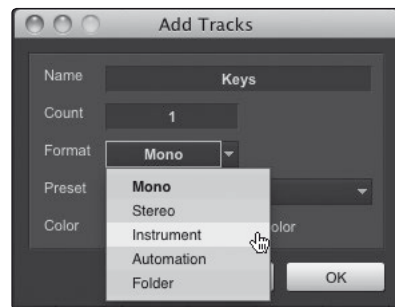 Add Tracks
Name Keys
Count 1
Format Mono
Preset
Mono
Stereo
Instrument
Automation
Folder
Color olor
OK